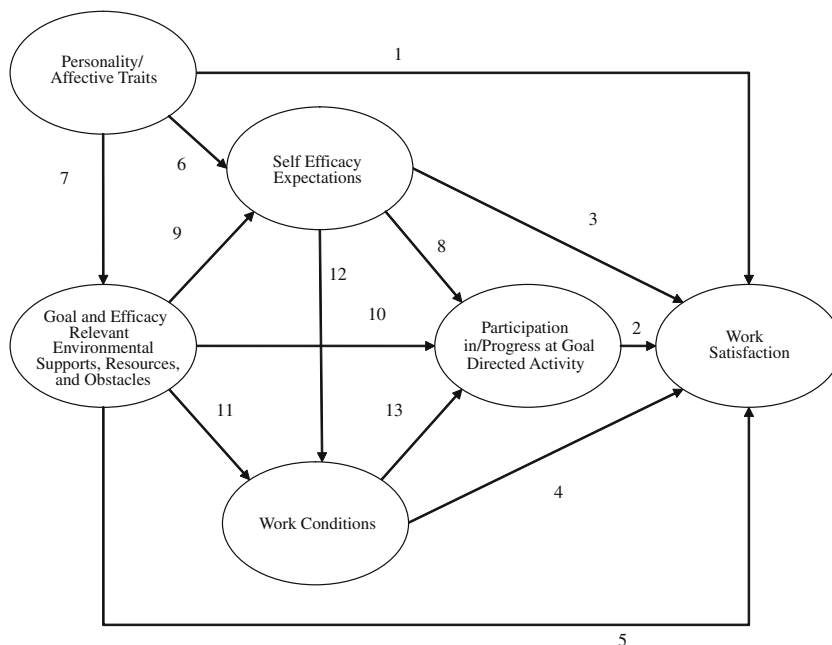 1
Personality/
Affective Traits
6
7
Self Efficacy
Expectations
3
9
8
12
Goal and Efficacy
Relevant
Environmental
Supports, Resources,
and Obstacles
10
Participation
in/Progress at Goal
Directed Activity
2
Work
Satisfaction
11
13
4
Work Conditions
5